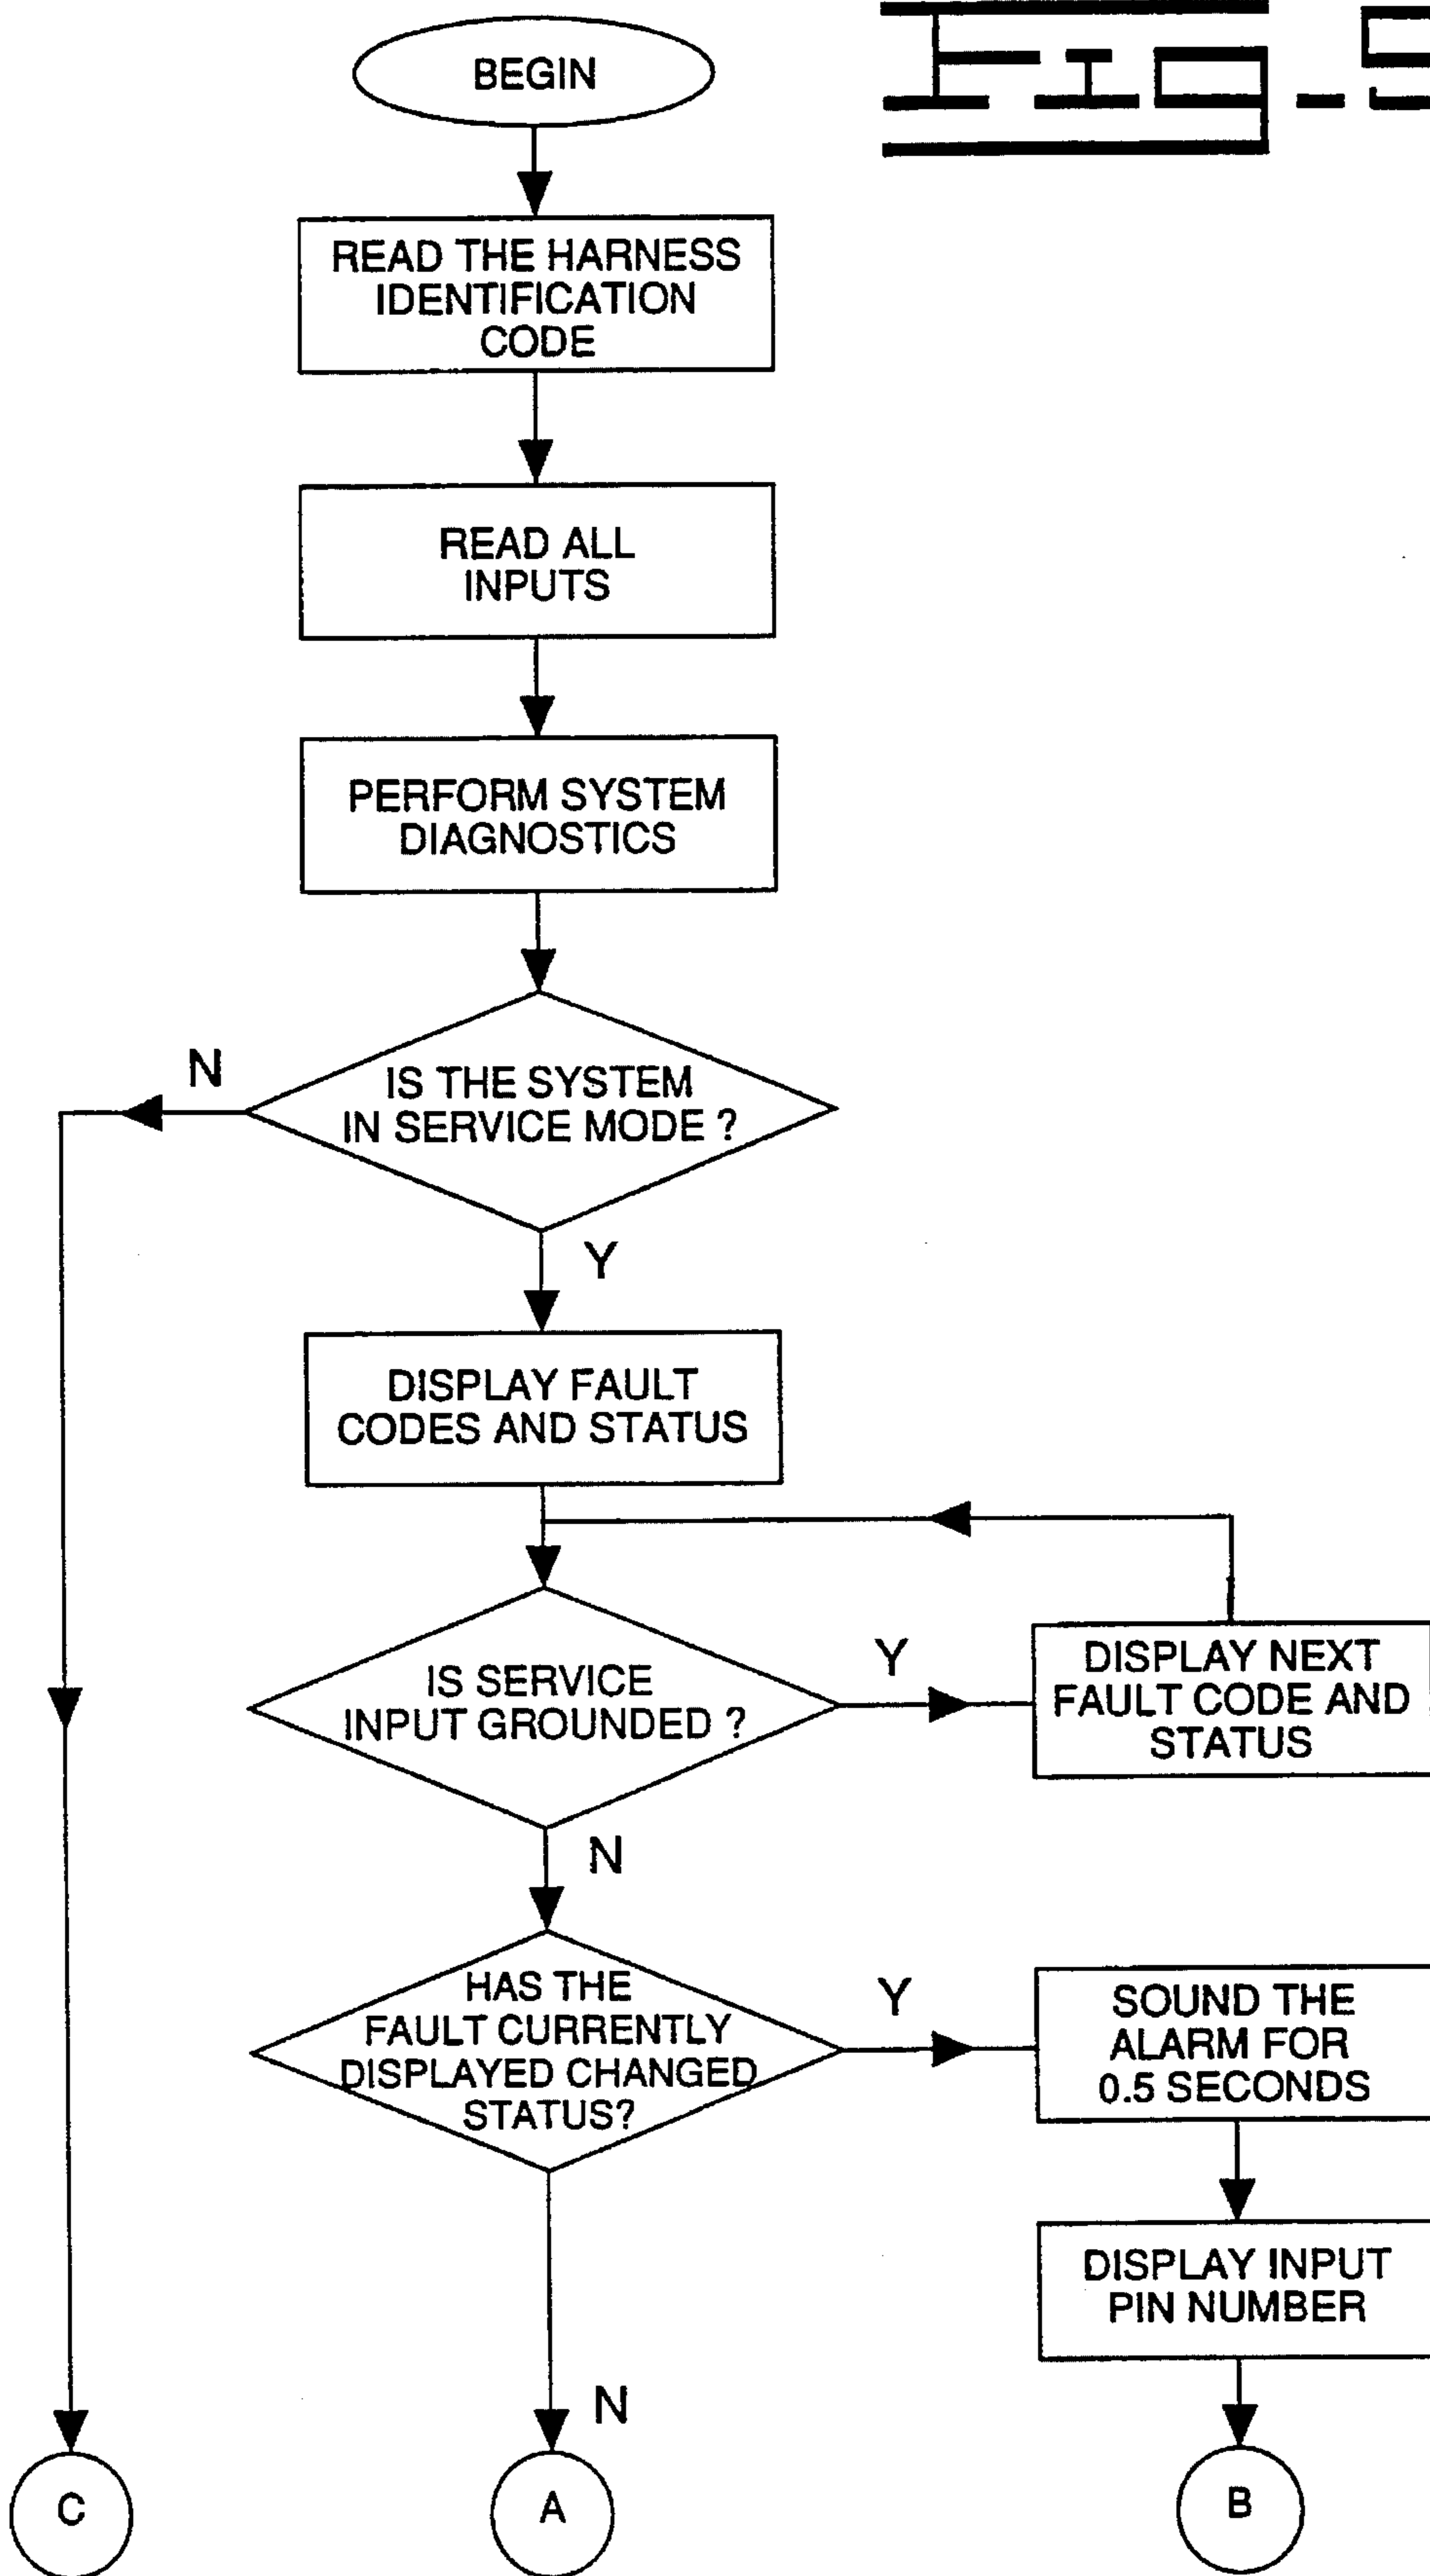 BEGIN
READ THE HARNESS
IDENTIFICATION
CODE
READ ALL
INPUTS
PERFORM SYSTEM
DIAGNOSTICS
N
IS THE SYSTEM
IN SERVICE MODE ?
Y
DISPLAY FAULT
CODES AND STATUS
IS SERVICE
INPUT GROUNDED ?
Y
DISPLAY NEXT
FAULT CODE AND
STATUS
N
HAS THE
FAULT CURRENTLY
DISPLAYED CHANGED
STATUS?
Y
SOUND THE
ALARM FOR
0.5 SECONDS
DISPLAY INPUT
PIN NUMBER
N
C
A
B